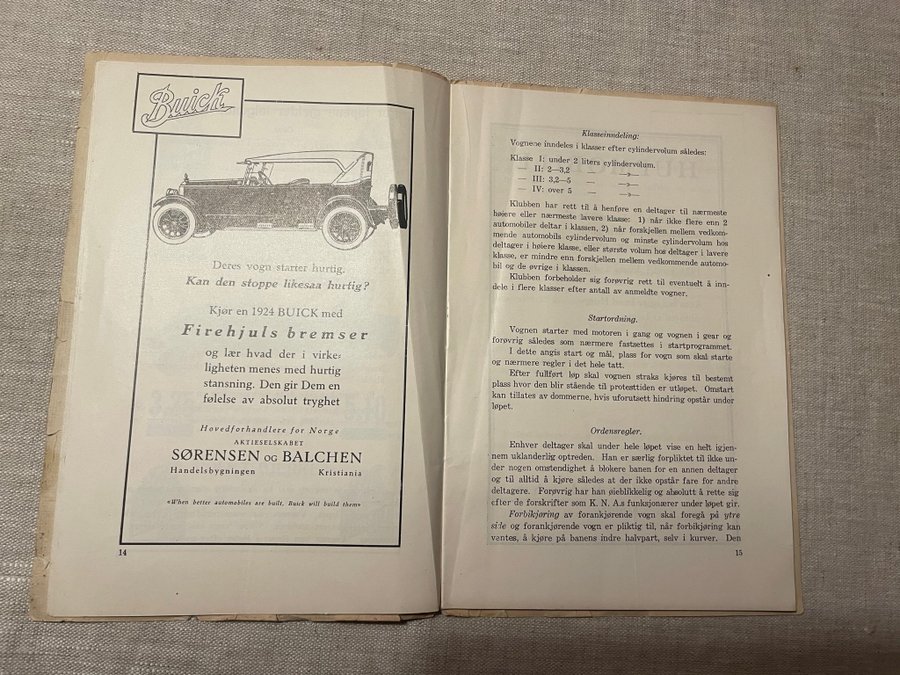 Buick
Deres vogn starter hurtig.
Kan den stoppe likesaa hurtig?
Kjør en 1924 BUICK med
Firehjuls bremser
og lær hvad der i virke-
ligheten menes med hurtig
stansning. Den gir Dem en
følelse av absolut tryghet
Hovedforhandlere for Norge
AKTIESELSKABET
SØRENSEN OG BALCHEN
Handelsbygningen Kristiania
«When better automobiles are built, Buick will build them»
14
Klasseinndeling:
Vognene inndeles i klasser efter cylindervolum således:
Klasse I: under 2 liters cylindervolum.
— II: 2—3,2 — —»—
— III: 3,2—5 — —»—
— IV: over 5 — —»—
Klubben har rett til å henføre en deltager til nærmeste
høiere eller nærmeste lavere klasse: 1) når ikke flere enn 2
automobiler deltar i klassen, 2) når forskjellen mellem vedkom-
mende automobils cylindervolum og minste cylindervolum hos
deltager i høiere klasse, eller største volum hos deltager i lavere
klasse, er mindre enn forskjellen mellem vedkommende automo-
bil og de øvrige i klassen.
Klubben forbeholder sig forøvrig rett til eventuelt å inn-
dele i flere klasser efter antall av anmeldte vogner.
Startordning.
Vognen starter med motoren i gang og vognen i gear og
forøvrig således som nærmere fastsettes i startprogrammet.
I dette angis start og mål, plass for vogn som skal starte
og nærmere regler i det hele tatt.
Efter fullført løp skal vognen straks kjøres til bestemt
plass hvor den blir stående til protesttiden er utløpet. Omstart
kan tillates av dommerne, hvis uforutsett hindring opstår under
løpet.
Ordensregler.
Enhver deltager skal under hele løpet vise en helt igjen-
nem uklanderlig optreden. Han er særlig forpliktet til ikke un-
der nogen omstendighet å blokere banen for en annen deltager
og til alltid å kjøre således at der ikke opstår fare for andre
deltagere. Forøvrig har han øieblikkelig og absolutt å rette sig
efter de forskrifter som K. N. A.s funksjonærer under løpet gir.
Forbikjøring av forankjørende vogn skal foregå på ytre
side og forankjørende vogn er pliktig til, når forbikjøring kan
ventes, å kjøre på banens indre halvpart, selv i kurver. Den
15